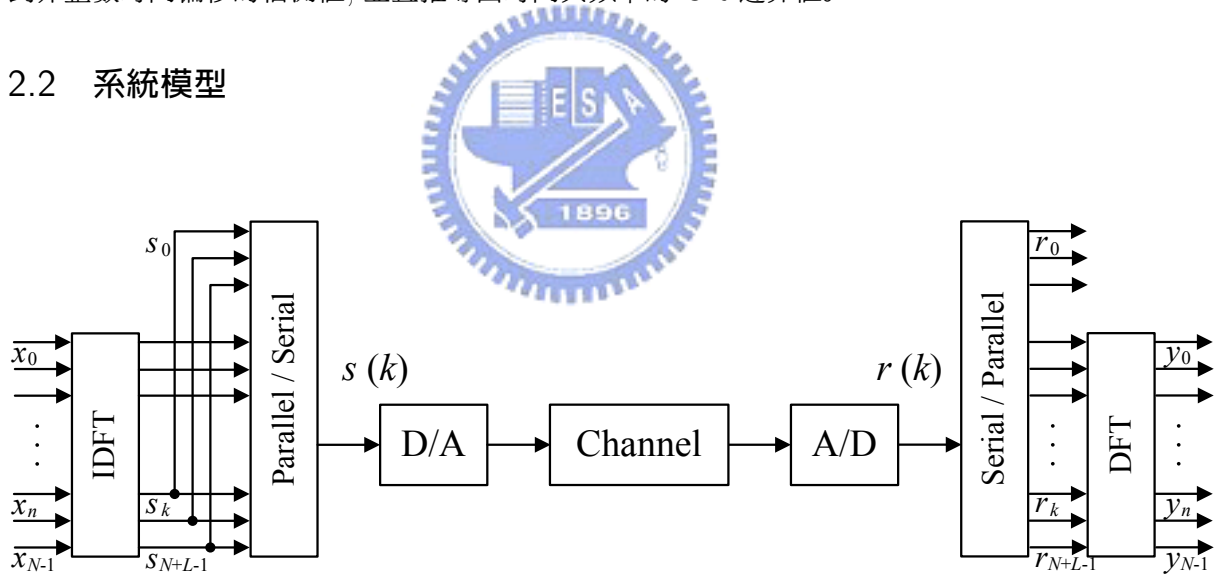 2.2 系統模型
E S A
1896
s0
x0
xn
xN-1
IDFT
sk
sN+L-1
Parallel / Serial
s (k)
D/A
Channel
A/D
r (k)
Serial / Parallel
r0
rk
rN+L-1
DFT
y0
yn
yN-1